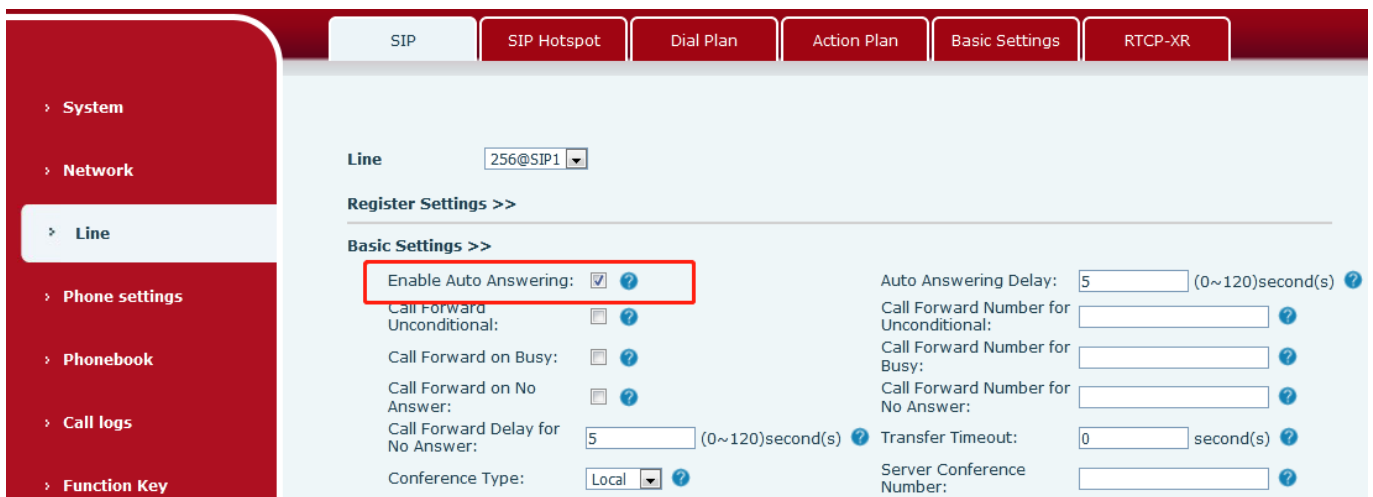 SIP
SIP Hotspot
Dial Plan
Action Plan
Basic Settings
RTCP-XR
› System
› Network
› Line
› Phone settings
› Phonebook
› Call logs
› Function Key
Line 256@SIP1
Register Settings >>
Basic Settings >>
Enable Auto Answering: ?
Auto Answering Delay: 5 (0~120)second(s) ?
Call Forward
Unconditional: ?
Call Forward Number for
Unconditional: ?
Call Forward on Busy: ?
Call Forward Number for
Busy: ?
Call Forward on No
Answer: ?
Call Forward Number for
No Answer: ?
Call Forward Delay for
No Answer: 5 (0~120)second(s) ?
Transfer Timeout: 0 second(s) ?
Conference Type: Local ?
Server Conference
Number: ?